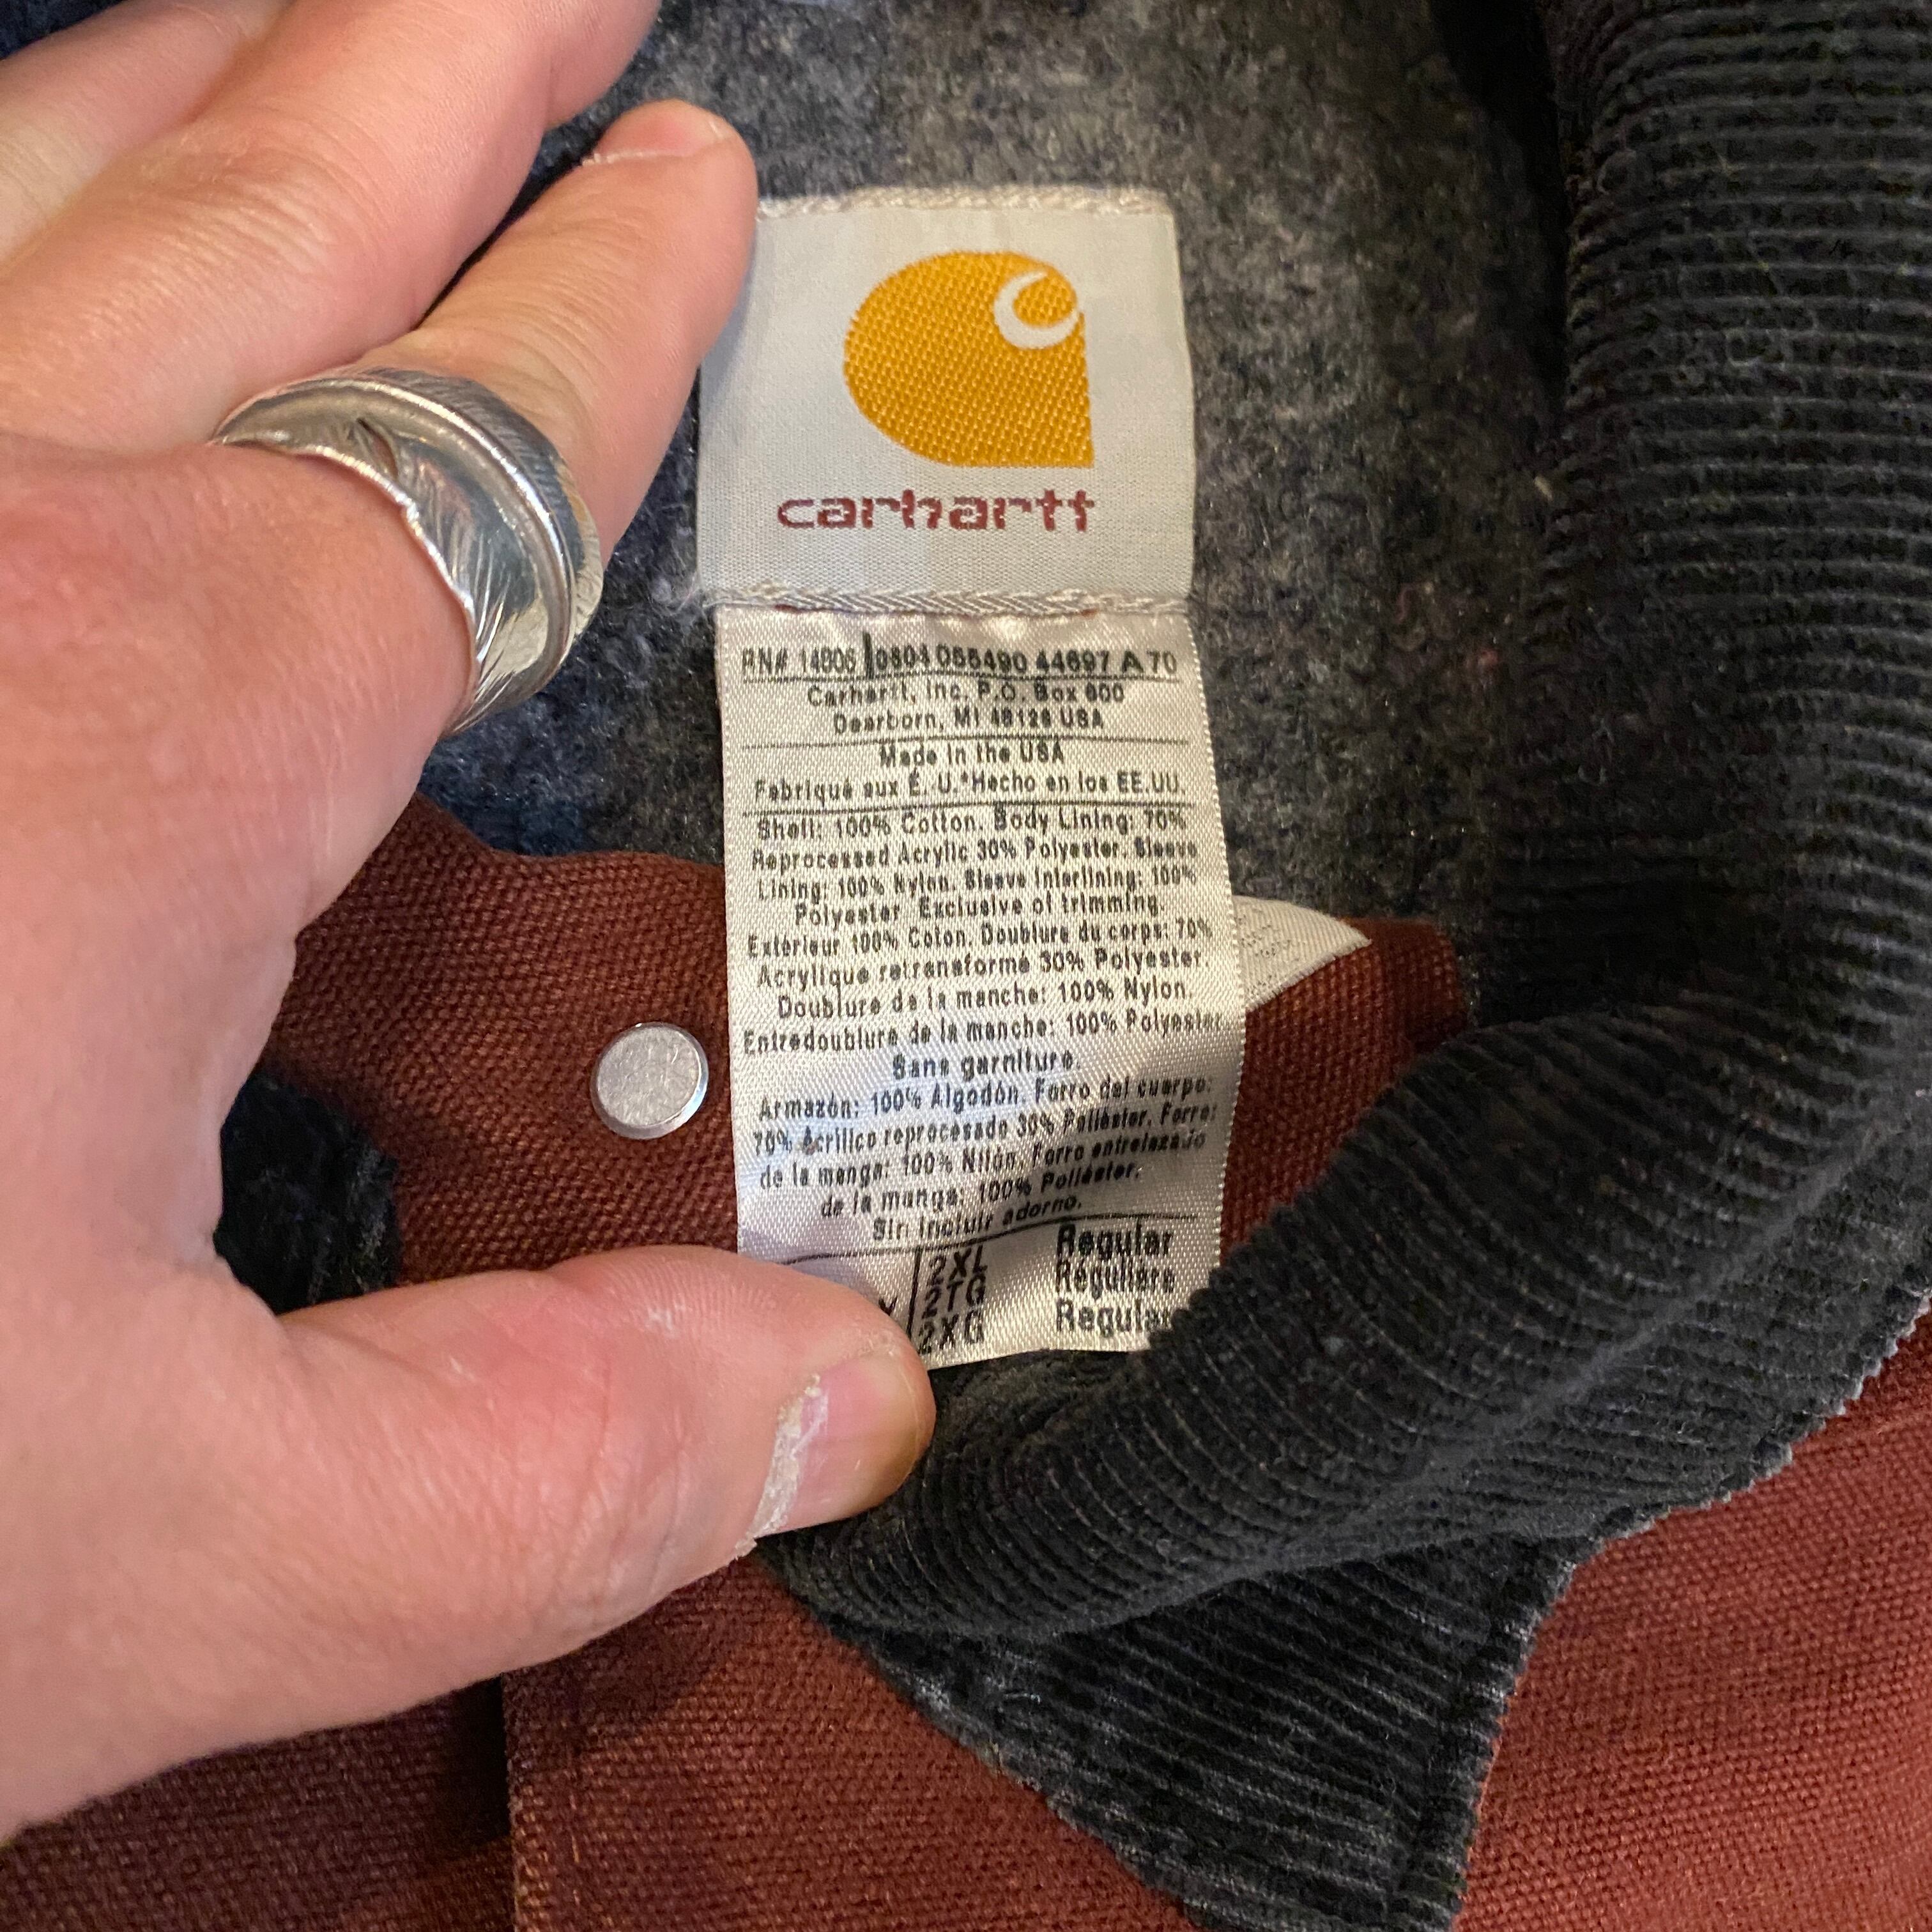 carhartt
RN# 14806 0804 055490 44697 A 70
Carhartt, Inc. P.O. Box 600
Dearborn, MI 48126 USA
Made in the USA
Fabriqué aux É. U.*Hecho en los EE.UU.
Shell: 100% Cotton. Body Lining: 70%
Reprocessed Acrylic 30% Polyester. Sleeve
Lining: 100% Nylon. Sleeve Interlining: 100%
Polyester Exclusive of trimming.
Extérieur 100% Coton. Doublure du corps: 70%
Acrylique retransformé 30% Polyester.
Doublure de la manche: 100% Nylon.
Entredoublure de la manche: 100% Polyester
Sans garniture.
Armazón: 100% Algodón. Forro del cuerpo:
70% Acrílico reprocesado 30% Poliéster. Forro:
de la manga: 100% Nilón. Forro entrelazado
de la manga: 100% Poliéster.
Sin incluir adorno.
2XL Regular
2TG Régulière
2XG Regular